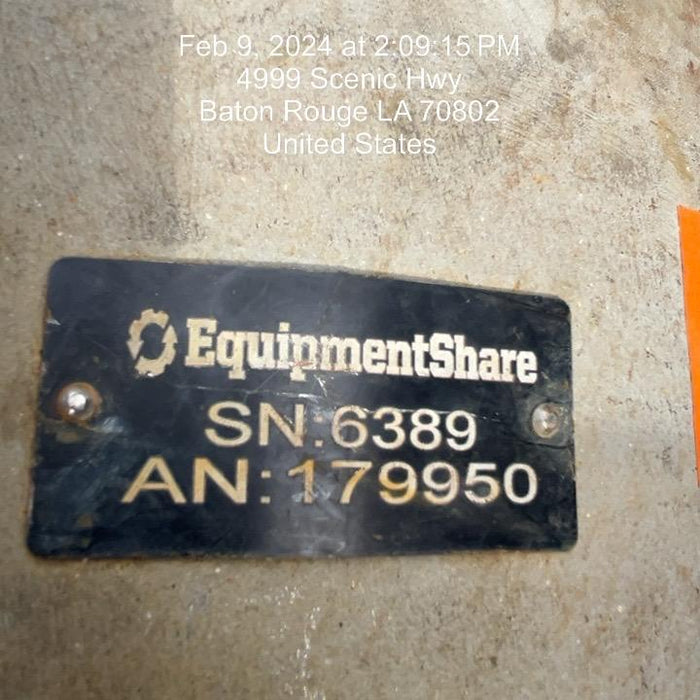 Feb 9, 2024 at 2:09:15 PM
4999 Scenic Hwy
Baton Rouge LA 70802
United States
EquipmentShare
SN:6389
AN:179950